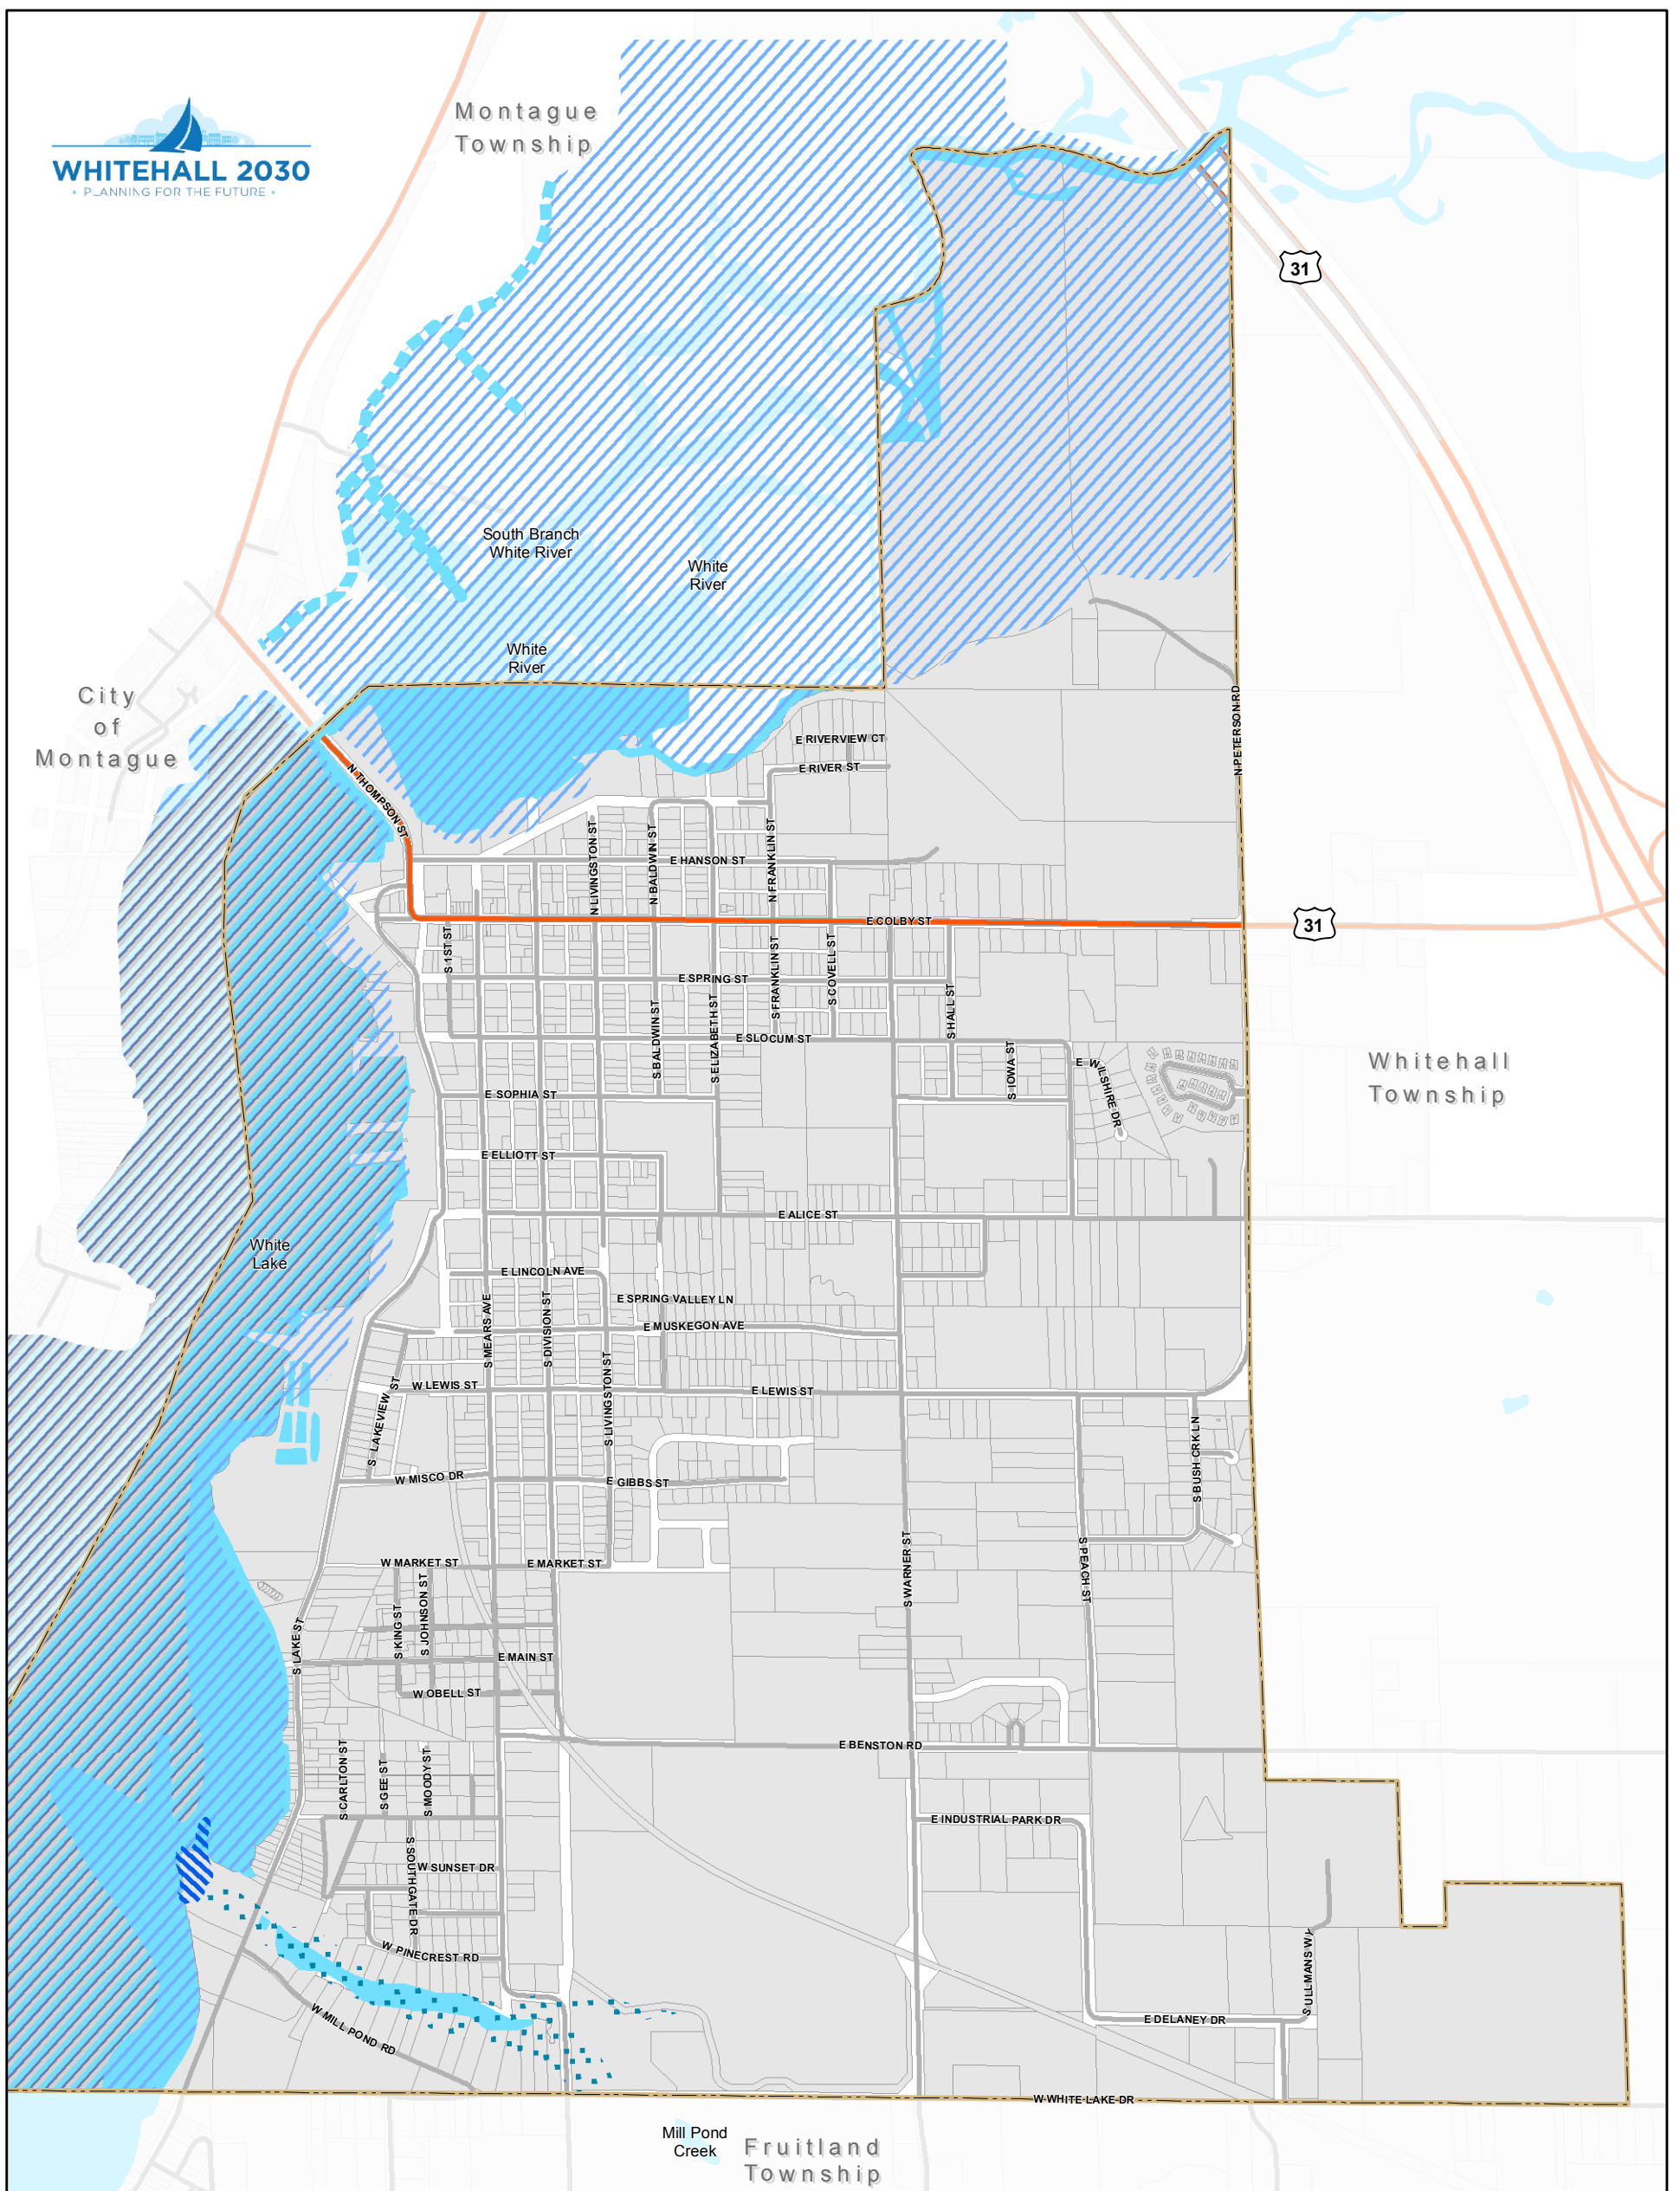 WHITEHALL 2030
• PLANNING FOR THE FUTURE •
Montague
Township
31
South Branch
White River
White
River
White
River
City
of
Montague
N PETERSON RD
N THOMPSON ST
E RIVERVIEW CT
E RIVER ST
N LIVINGSTON ST
N BALDWIN ST
N FRANKLIN ST
E HANSON ST
E COLBY ST
31
S 1ST ST
E SPRING ST
S FRANKLIN ST
S COVELL ST
S HALL ST
S BALDWIN ST
S ELIZABETH ST
E SLOCUM ST
S IOWA ST
E WILSHIRE DR
Whitehall
Township
E SOPHIA ST
E ELLIOTT ST
E ALICE ST
White
Lake
E LINCOLN AVE
E SPRING VALLEY LN
S MEARS AVE
S DIVISION ST
E MUSKEGON AVE
S LIVINGSTON ST
W LEWIS ST
E LEWIS ST
S LAKEVIEW ST
S BUSH CRK LN
W MISCO DR
E GIBBS ST
W MARKET ST
E MARKET ST
S WARNER ST
S PEACH ST
S KING ST
S JOHNSON ST
S LAKE ST
E MAIN ST
W OBELL ST
E BENSTON RD
S CARLTON ST
S GEE ST
S MOODY ST
E INDUSTRIAL PARK DR
S SOUTHGATE DR
W SUNSET DR
W PINECREST RD
S ULLMANS WY
W MILL POND RD
E DELANEY DR
W WHITE LAKE DR
Mill Pond
Creek
Fruitland
Township